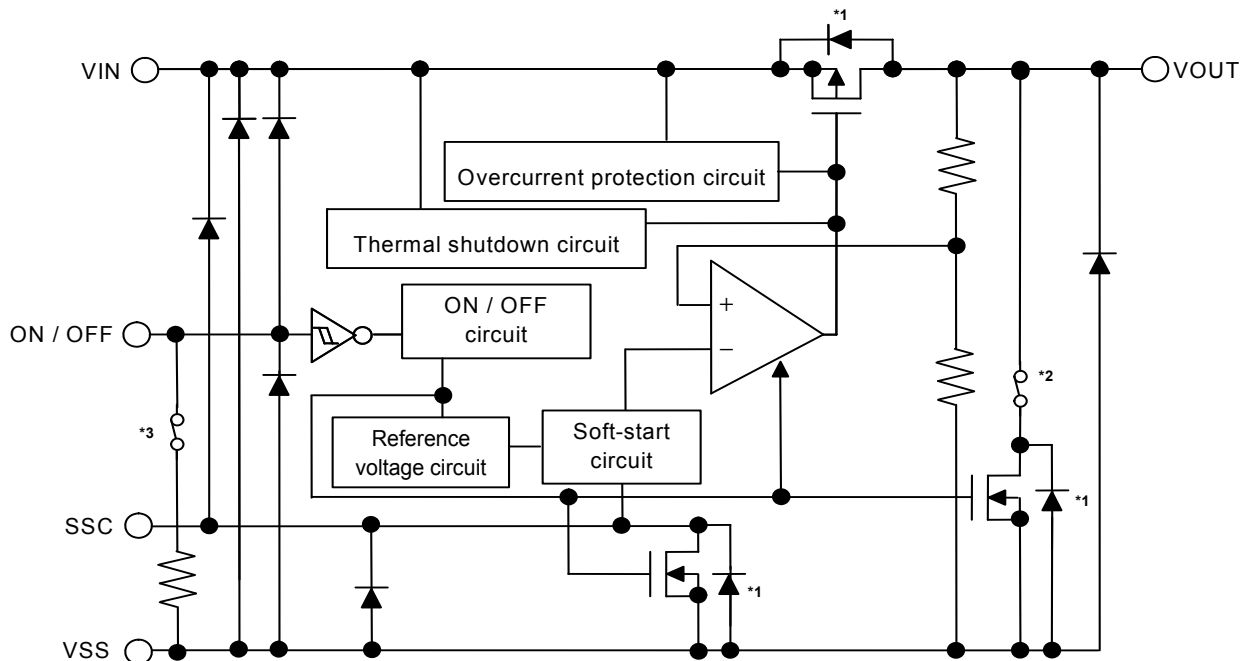 *1
VIN
VOUT
Overcurrent protection circuit
Thermal shutdown circuit
ON / OFF
ON / OFF
circuit
+
−
*2
*3
Reference
voltage circuit
Soft-start
circuit
*1
SSC
*1
VSS